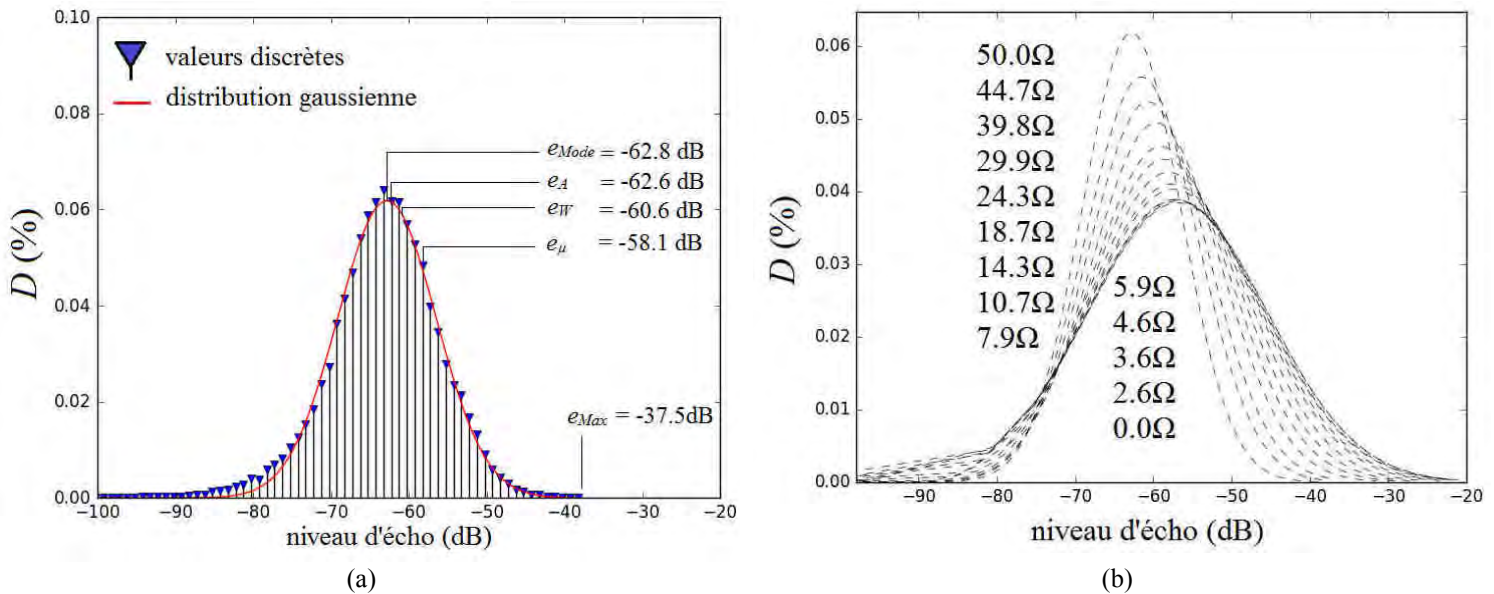 0.10
0.08
0.06
0.04
0.02
0.00
D (%)
valeurs discrètes
distribution gaussienne
eMode = -62.8 dB
eA = -62.6 dB
eW = -60.6 dB
eμ = -58.1 dB
eMax = -37.5dB
−100 −90 −80 −70 −60 −50 −40 −30 −20
niveau d'écho (dB)
(a)
0.06
0.05
0.04
0.03
0.02
0.01
0.00
D (%)
50.0Ω
44.7Ω
39.8Ω
29.9Ω
24.3Ω
18.7Ω
14.3Ω
10.7Ω
7.9Ω
5.9Ω
4.6Ω
3.6Ω
2.6Ω
0.0Ω
−90 −80 −70 −60 −50 −40 −30 −20
niveau d'écho (dB)
(b)